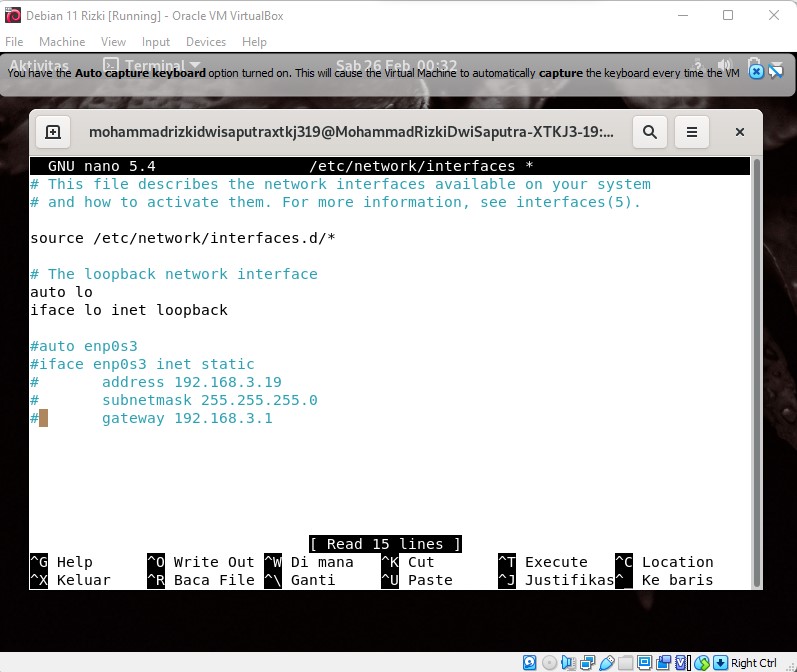 Debian 11 Rizki [Running] - Oracle VM VirtualBox
File Machine View Input Devices Help
Aktivitas Terminal Sab 26 Feb 00:32
You have the Auto capture keyboard option turned on. This will cause the Virtual Machine to automatically capture the keyboard every time the VM
mohammadrizkidwisaputraxtkj319@MohammadRizkiDwiSaputra-XTKJ3-19:...
GNU nano 5.4 /etc/network/interfaces *
# This file describes the network interfaces available on your system
# and how to activate them. For more information, see interfaces(5).
source /etc/network/interfaces.d/*
# The loopback network interface
auto lo
iface lo inet loopback
#auto enp0s3
#iface enp0s3 inet static
# address 192.168.3.19
# subnetmask 255.255.255.0
# gateway 192.168.3.1
[ Read 15 lines ]
^G Help ^O Write Out ^W Di mana ^K Cut ^T Execute ^C Location
^X Keluar ^R Baca File ^\ Ganti ^U Paste ^J Justifikas^_ Ke baris
Right Ctrl